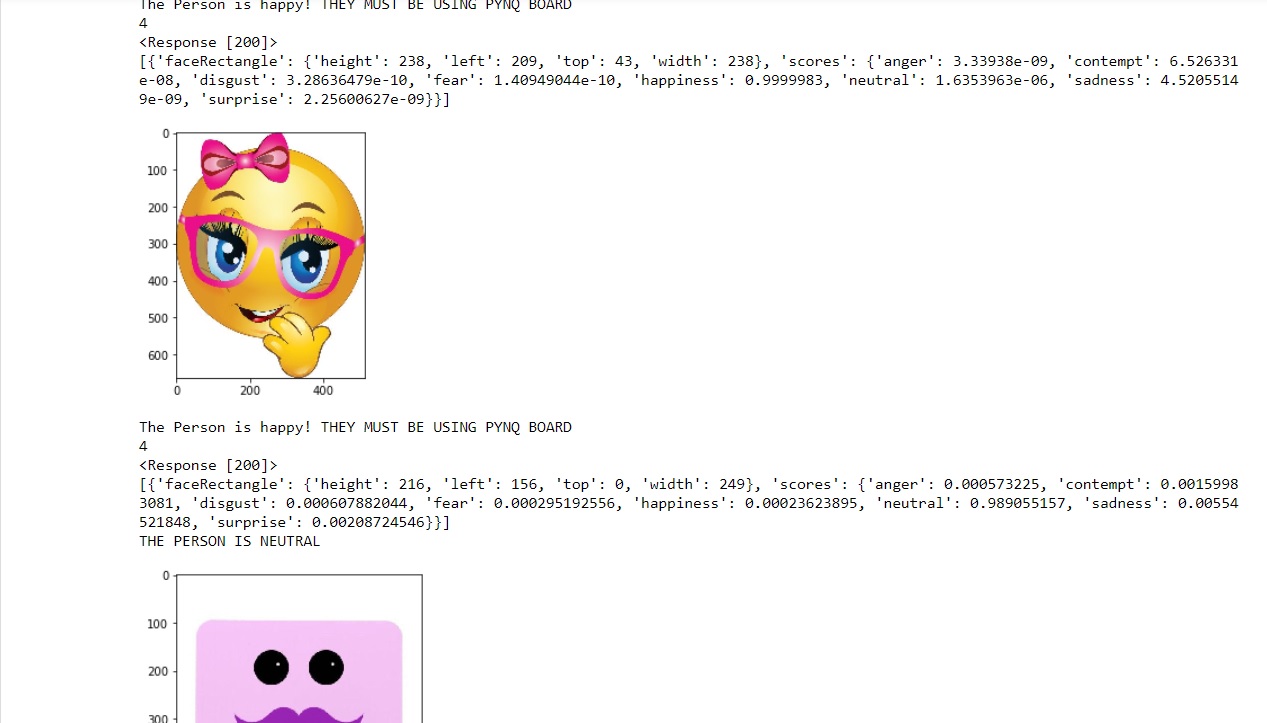 The Person is happy! THEY MUST BE USING PYNQ BOARD
4
<Response [200]>
[{'faceRectangle': {'height': 238, 'left': 209, 'top': 43, 'width': 238}, 'scores': {'anger': 3.33938e-09, 'contempt': 6.526331
e-08, 'disgust': 3.28636479e-10, 'fear': 1.40949044e-10, 'happiness': 0.9999983, 'neutral': 1.6353963e-06, 'sadness': 4.5205514
9e-09, 'surprise': 2.25600627e-09}}]
0
100
200
300
400
500
600
0 200 400
The Person is happy! THEY MUST BE USING PYNQ BOARD
4
<Response [200]>
[{'faceRectangle': {'height': 216, 'left': 156, 'top': 0, 'width': 249}, 'scores': {'anger': 0.000573225, 'contempt': 0.0015998
3081, 'disgust': 0.000607882044, 'fear': 0.000295192556, 'happiness': 0.00023623895, 'neutral': 0.989055157, 'sadness': 0.00554
521848, 'surprise': 0.00208724546}}]
THE PERSON IS NEUTRAL
0
100
200
300